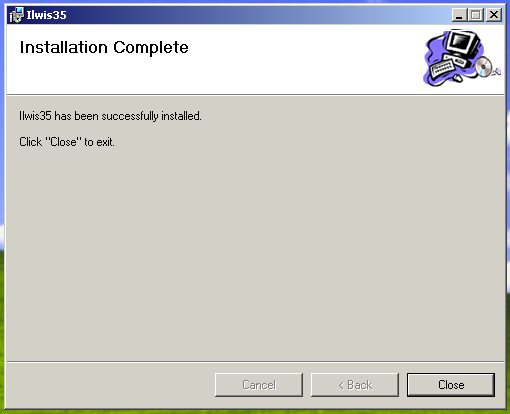 Ilwis35
Installation Complete
Ilwis35 has been successfully installed.
Click "Close" to exit.
Cancel
< Back
Close